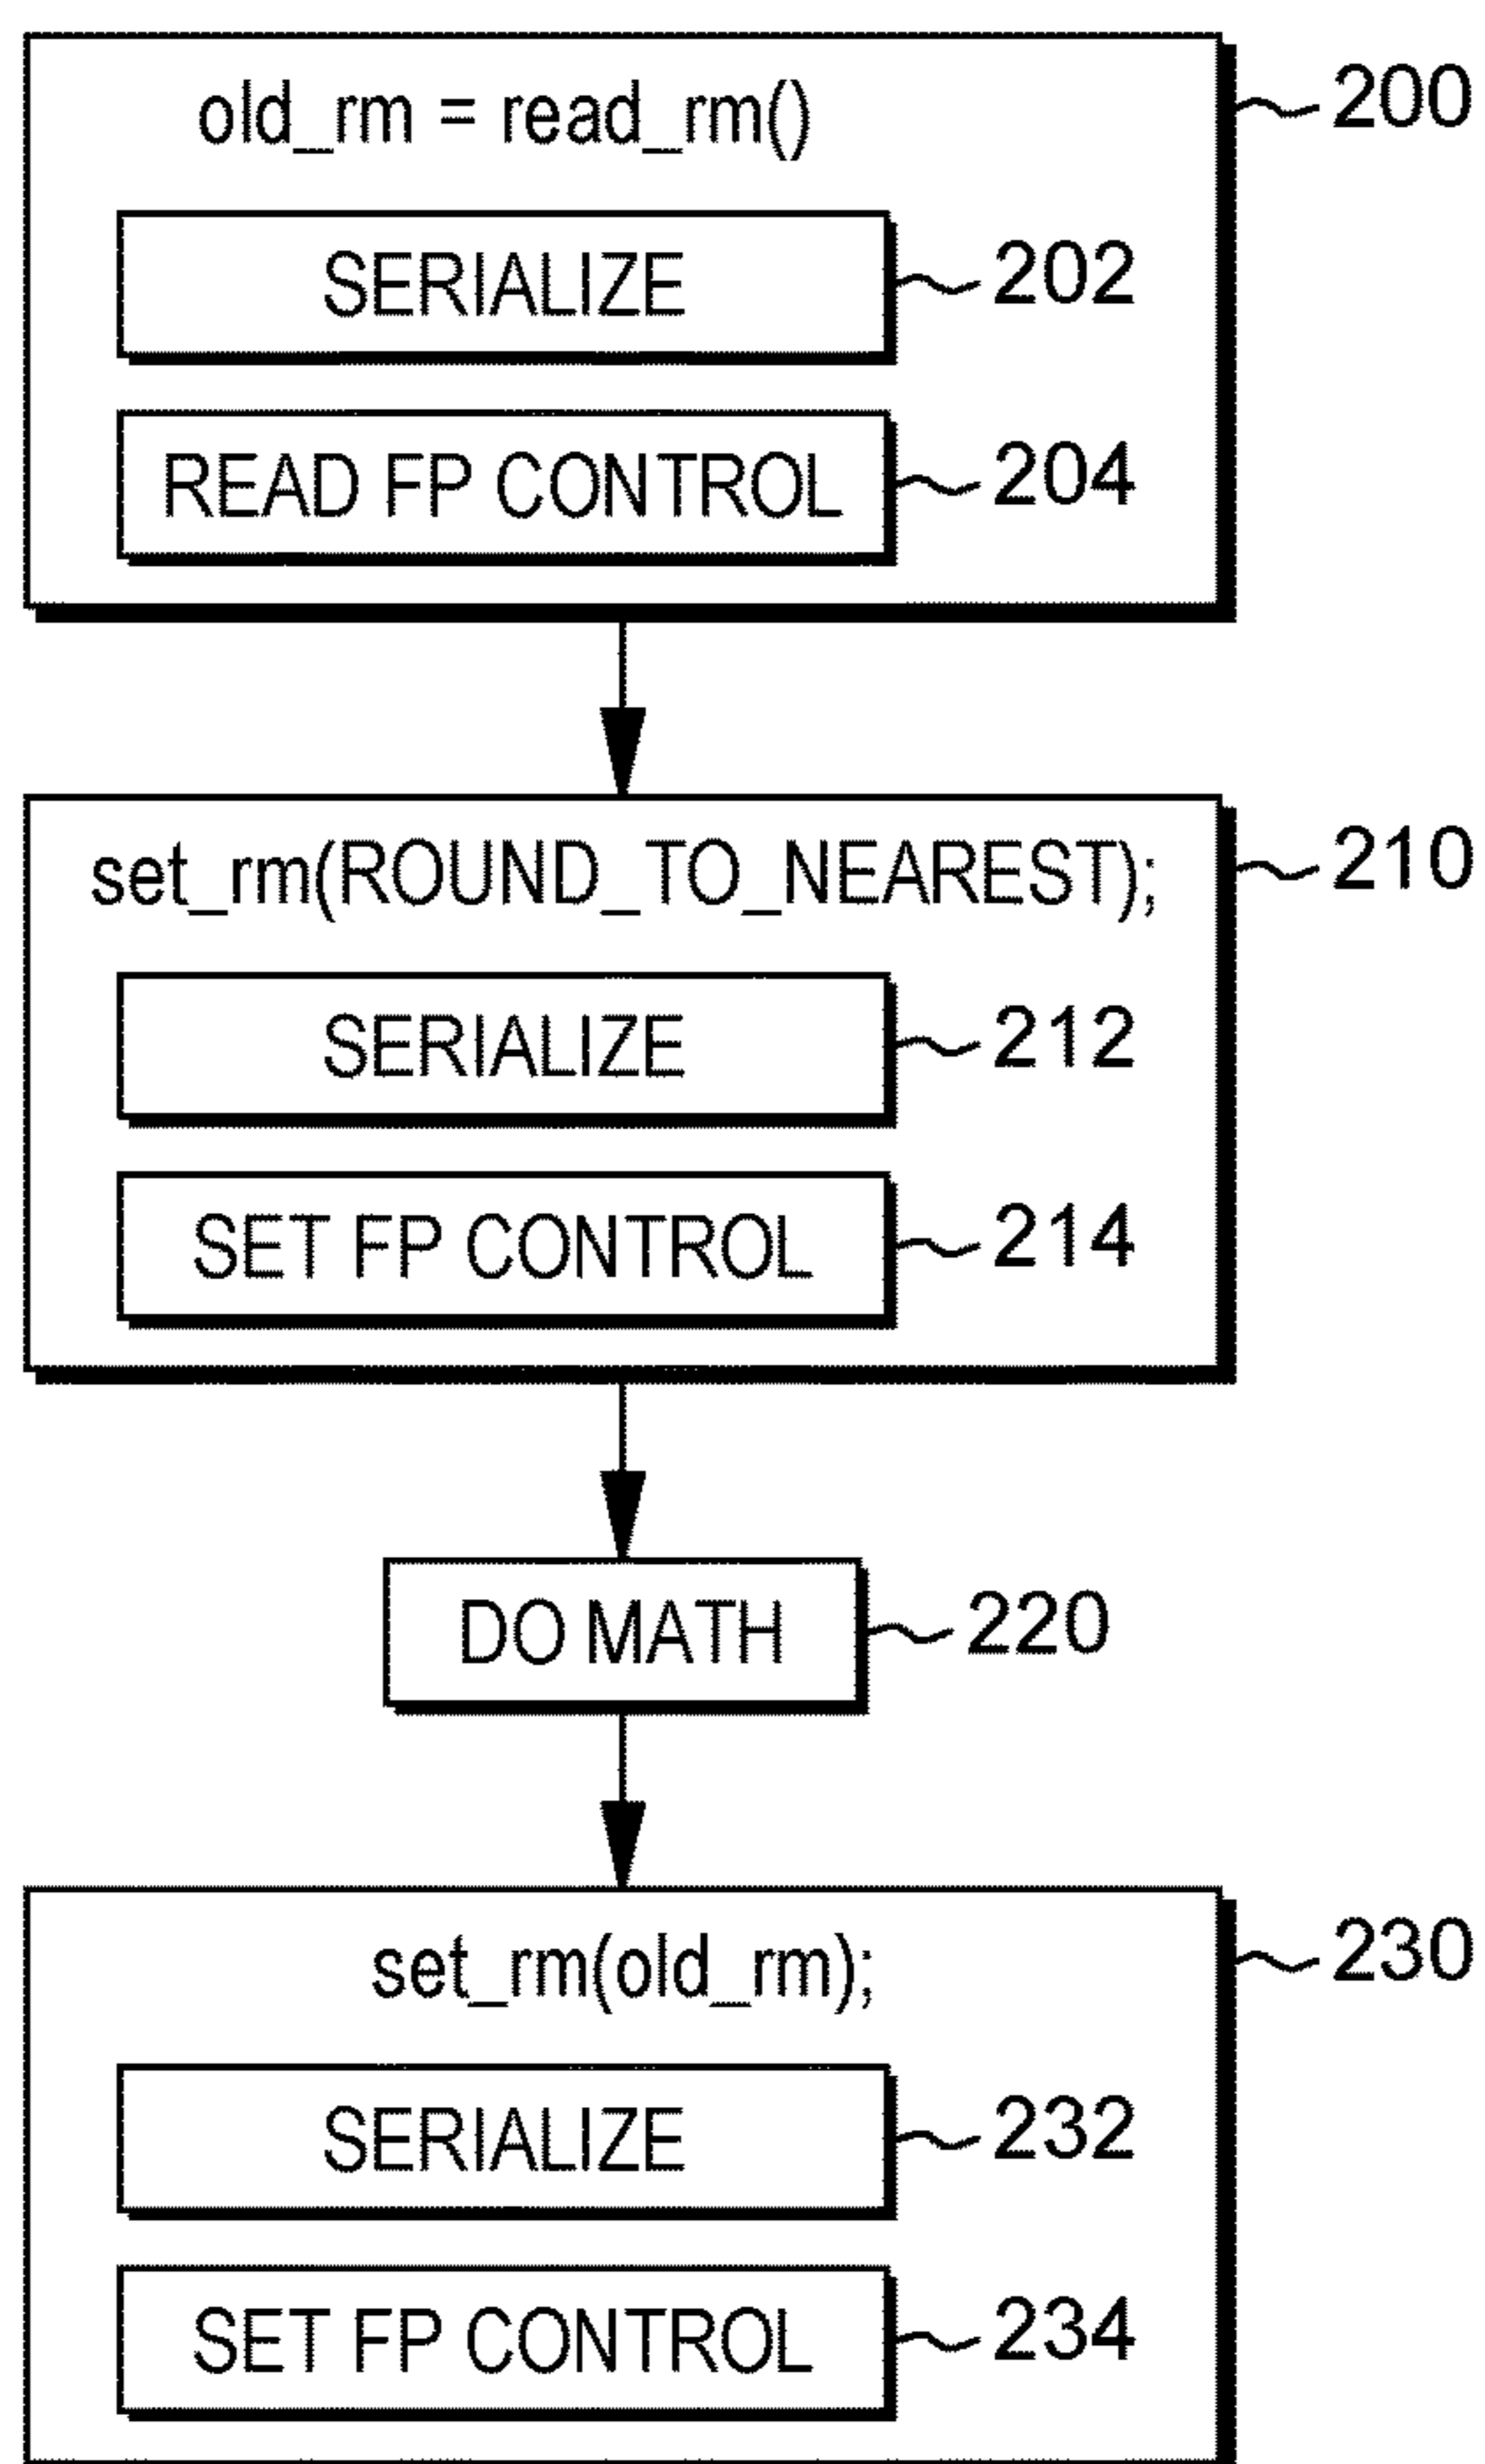 old_rm = read_rm() 200
SERIALIZE 202
READ FP CONTROL 204
set_rm(ROUND_TO_NEAREST); 210
SERIALIZE 212
SET FP CONTROL 214
DO MATH 220
set_rm(old_rm); 230
SERIALIZE 232
SET FP CONTROL 234